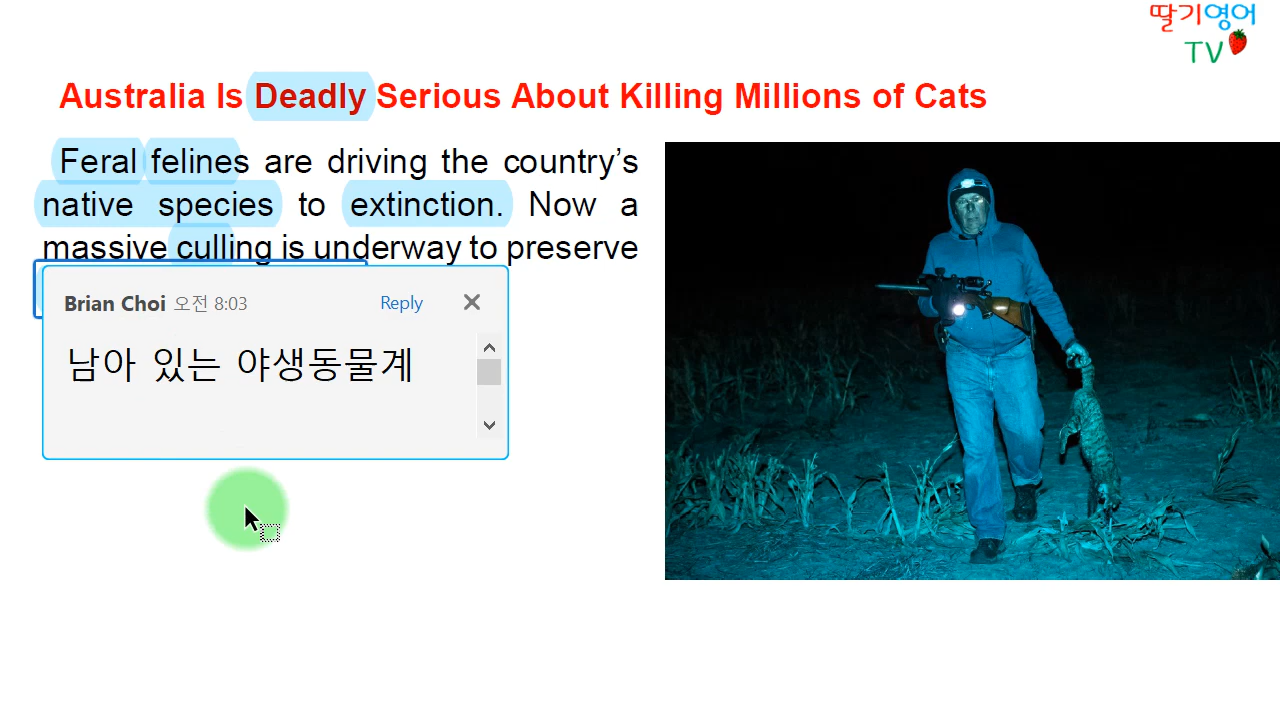 딸기영어
TV
Australia Is Deadly Serious About Killing Millions of Cats
Feral felines are driving the country’s
native species to extinction. Now a
massive culling is underway to preserve
Brian Choi 오전 8:03 Reply
남아 있는 야생동물계